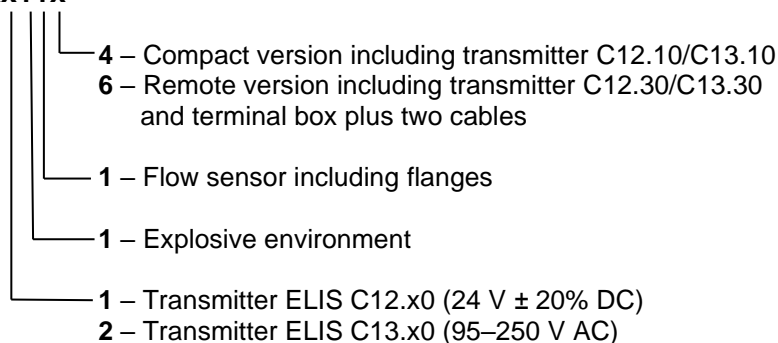 4 – Compact version including transmitter C12.10/C13.10
6 – Remote version including transmitter C12.30/C13.30
and terminal box plus two cables
1 – Flow sensor including flanges
1 – Explosive environment
1 – Transmitter ELIS C12.x0 (24 V ± 20% DC)
2 – Transmitter ELIS C13.x0 (95–250 V AC)